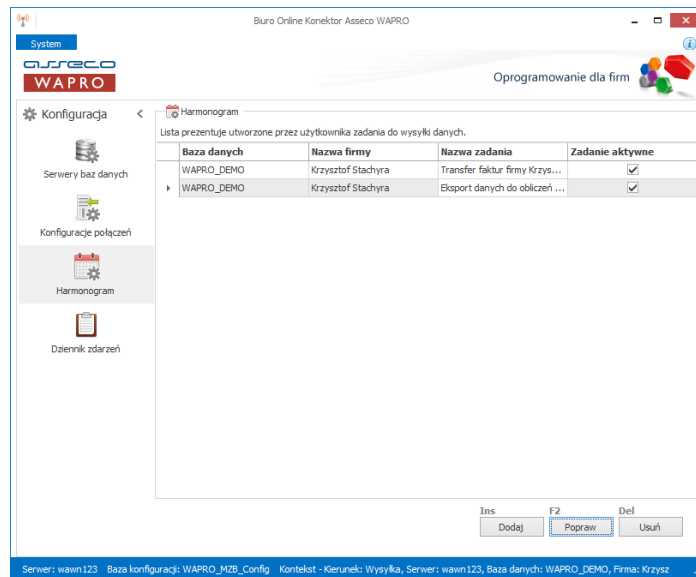 Biuro Online Konektor Asseco WAPRO
System
asseco
WAPRO
Oprogramowanie dla firm
Konfiguracja
Serwery baz danych
Konfiguracje połączeń
Harmonogram
Dziennik zdarzeń
Harmonogram
Lista prezentuje utworzone przez użytkownika zadania do wysyłki danych.
Baza danych Nazwa firmy Nazwa zadania Zadanie aktywne
WAPRO_DEMO Krzysztof Stachyra Transfer faktur firmy Krzys...
WAPRO_DEMO Krzysztof Stachyra Eksport danych do obliczeń ...
Ins F2 Del
Dodaj Popraw Usuń
Serwer: wawn123 Baza konfiguracji: WAPRO_MZB_Config Kontekst - Kierunek: Wysyłka, Serwer: wawn123, Baza danych: WAPRO_DEMO, Firma: Krzysz